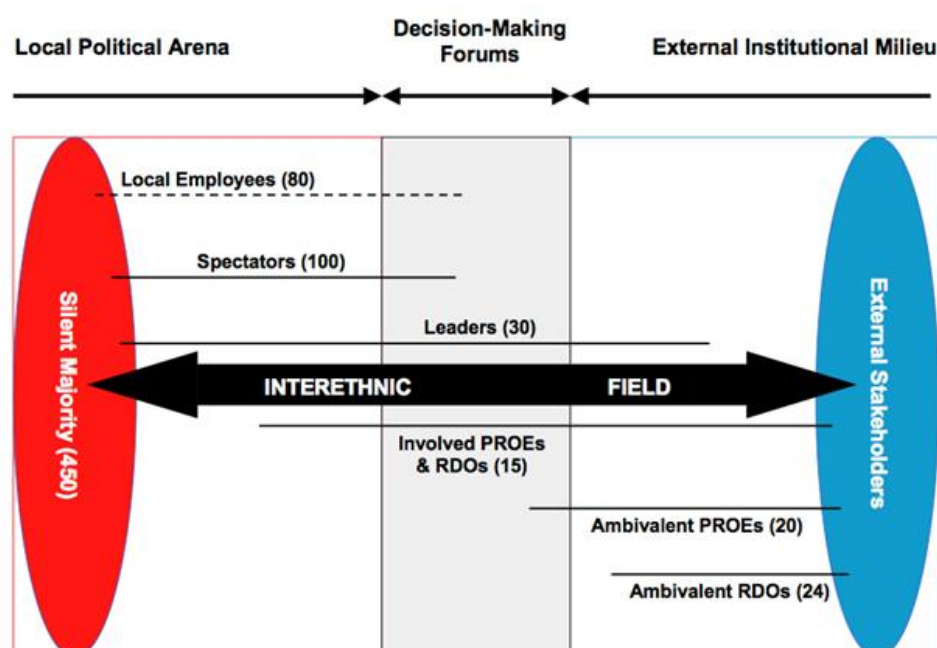 Local Political Arena
Decision-Making
Forums
External Institutional Milieu
Local Employees (80)
Spectators (100)
Leaders (30)
Silent Majority (450)
INTERETHNIC FIELD
External Stakeholders
Involved PROEs
& RDOs (15)
Ambivalent PROEs (20)
Ambivalent RDOs (24)